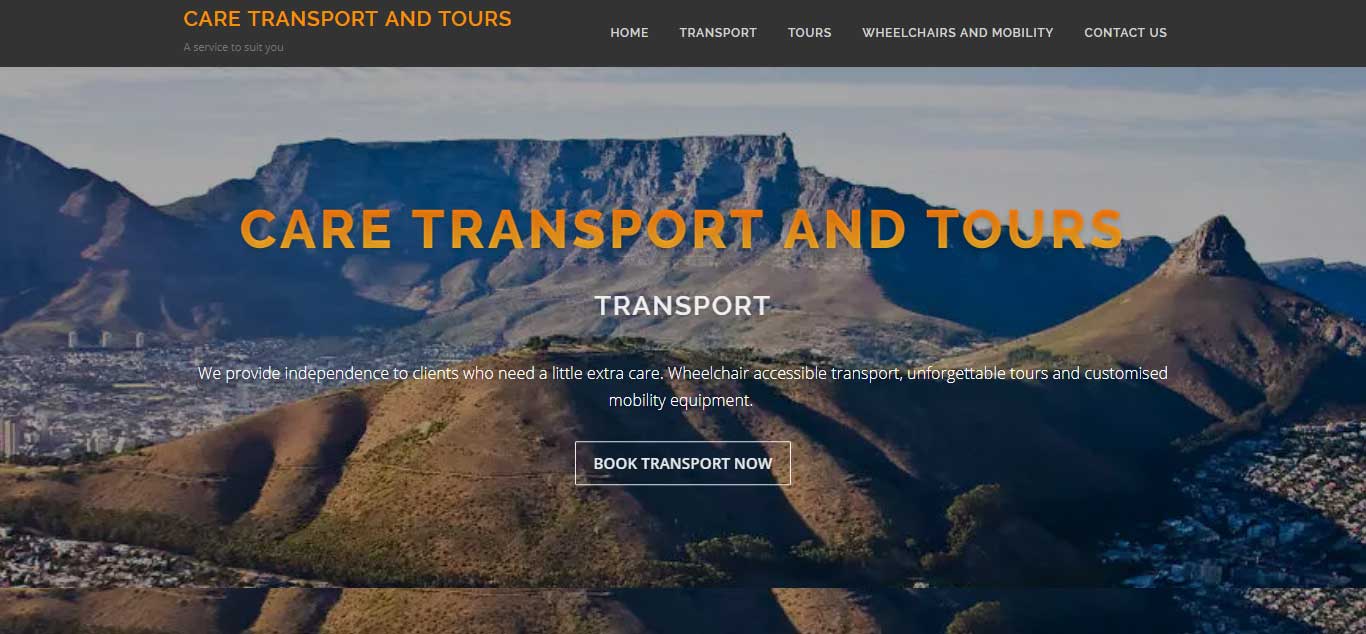 CARE TRANSPORT AND TOURS
A service to suit you
HOME TRANSPORT TOURS WHEELCHAIRS AND MOBILITY CONTACT US
CARE TRANSPORT AND TOURS
TRANSPORT
We provide independence to clients who need a little extra care. Wheelchair accessible transport, unforgettable tours and customised
mobility equipment.
BOOK TRANSPORT NOW